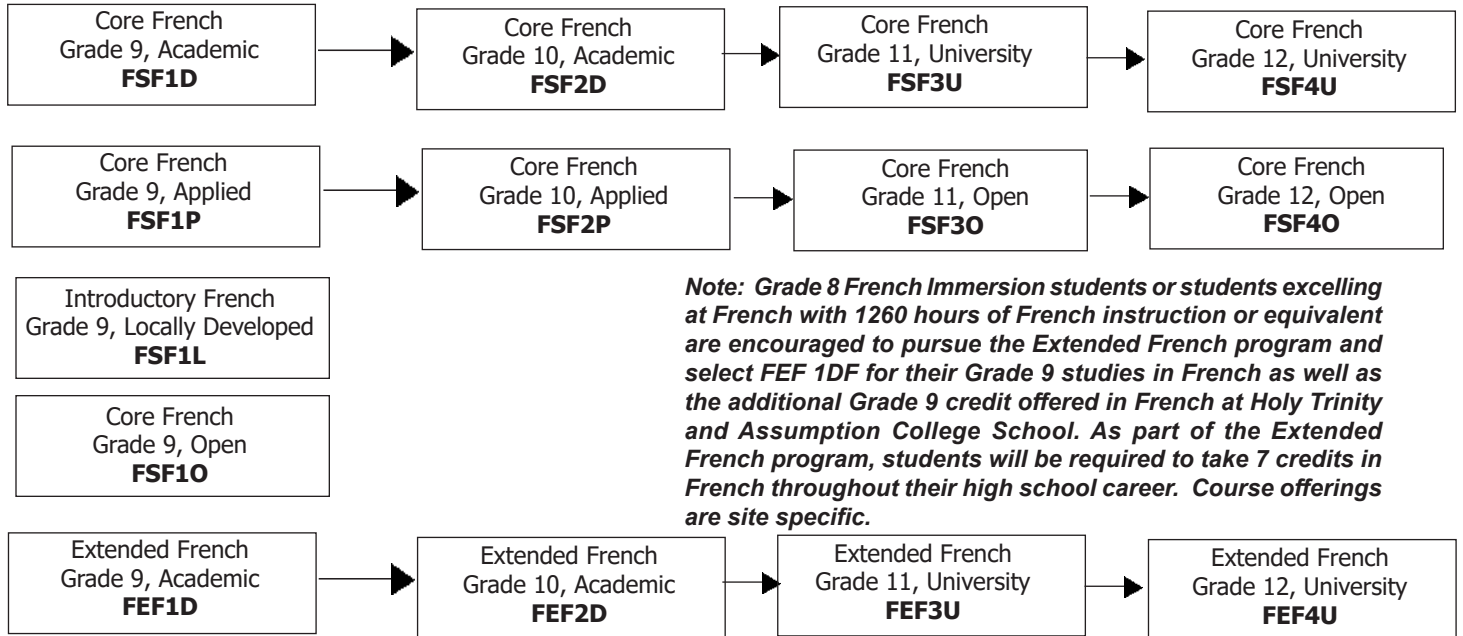 Core French
Grade 9, Academic
FSF1D
Core French
Grade 10, Academic
FSF2D
Core French
Grade 11, University
FSF3U
Core French
Grade 12, University
FSF4U
Core French
Grade 9, Applied
FSF1P
Core French
Grade 10, Applied
FSF2P
Core French
Grade 11, Open
FSF3O
Core French
Grade 12, Open
FSF4O
Introductory French
Grade 9, Locally Developed
FSF1L
Core French
Grade 9, Open
FSF1O
Note: Grade 8 French Immersion students or students excelling
at French with 1260 hours of French instruction or equivalent
are encouraged to pursue the Extended French program and
select FEF 1DF for their Grade 9 studies in French as well as
the additional Grade 9 credit offered in French at Holy Trinity
and Assumption College School. As part of the Extended
French program, students will be required to take 7 credits in
French throughout their high school career. Course offerings
are site specific.
Extended French
Grade 9, Academic
FEF1D
Extended French
Grade 10, Academic
FEF2D
Extended French
Grade 11, University
FEF3U
Extended French
Grade 12, University
FEF4U